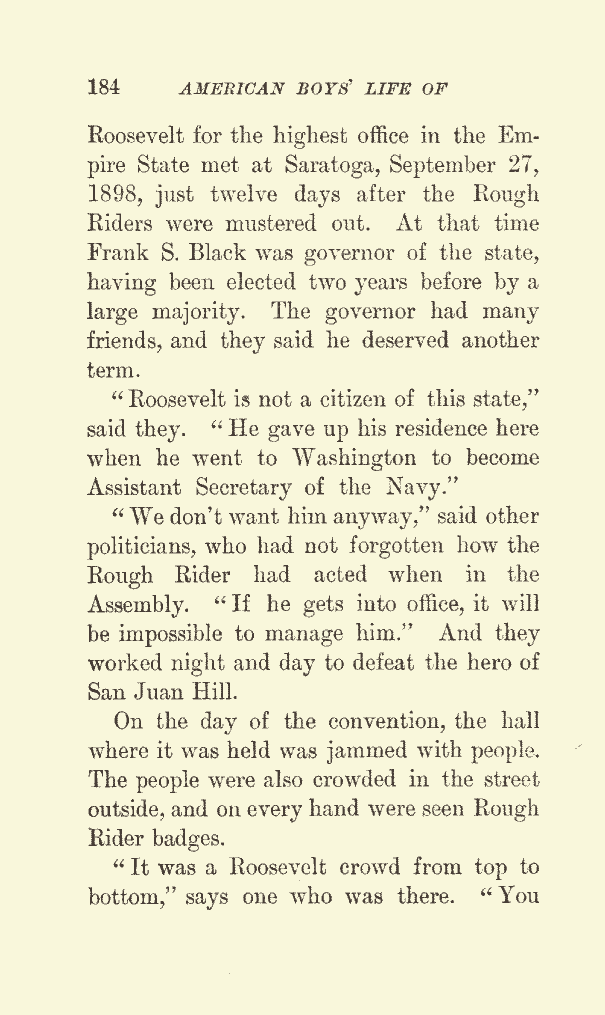 184 AMERICAN BOYS' LIFE OF
Roosevelt for the highest office in the Em-
pire State met at Saratoga, September 27,
1898, just twelve days after the Rough
Riders were mustered out. At that time
Frank S. Black was governor of the state,
having been elected two years before by a
large majority. The governor had many
friends, and they said he deserved another
term.
"Roosevelt is not a citizen of this state,"
said they. "He gave up his residence here
when he went to Washington to become
Assistant Secretary of the Navy."
"We don't want him anyway," said other
politicians, who had not forgotten how the
Rough Rider had acted when in the
Assembly. "If he gets into office, it will
be impossible to manage him." And they
worked night and day to defeat the hero of
San Juan Hill.
On the day of the convention, the hall
where it was held was jammed with people.
The people were also crowded in the street
outside, and on every hand were seen Rough
Rider badges.
"It was a Roosevelt crowd from top to
bottom," says one who was there. "You